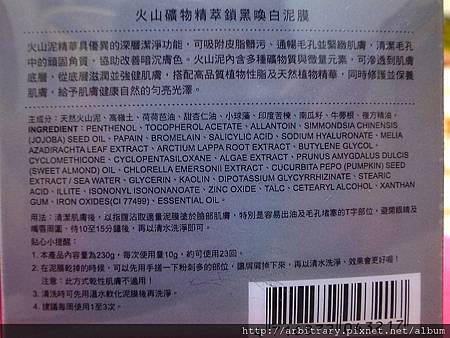 火山礦物精萃鎖黑喚白泥膜
火山泥精華具優異的深層潔淨功能，可吸附皮脂髒污、通暢毛孔並緊緻肌膚，清潔毛孔
中的頑固角質，協助改善暗沉膚色。火山泥內含多種礦物質與微量元素，可滲透到肌膚
底層，從底層滋潤並強健肌膚，搭配高品質植物性脂及天然植物精華，同時修護並保養
肌膚，給予肌膚健康自然的勻亮光澤。
主成分：天然火山泥、高嶺土、荷荷芭油、甜杏仁油、小球藻、印度苦楝、南瓜籽、牛蒡根、複方精油。
INGREDIENT：PENTHENOL、TOCOPHEROLACETATE、ALLANTOIN、SIMMONDSIA CHINENSIS
(JOJOBA) SEED OIL、PAPAIN、BROMELAIN、SALICYLIC ACID、SODIUM HYALURONATE、MELIA
AZADIRACHTA LEAF EXTRACT、ARCTIUM LAPPA ROOT EXTRACT、BUTYLENE GLYCOL、
CYCLOMETHICONE、CYCLOPENTASILOXANE、ALGAE EXTRACT、PRUNUS AMYGDALUS DULCIS
(SWEET ALMOND) OIL、CHLORELLA EMERSONII EXTRACT、CUCURBITA PEPO (PUMPKIN) SEED
EXTRACT / SEA WATER、GLYCERIN、KAOLIN、DIPOTASSIUM GLYCYRRHIZATE、STEARIC
ACID、ILLITE、ISONONYL ISONONANOATE、ZINC OXIDE、TALC、CETEARYL ALCOHOL、XANTHAN
GUM、IRON OXIDES(CI 77499)、ESSENTIAL OIL。
用法：清潔肌膚後，以指腹沾取適量泥膜塗於臉部肌膚，特別是容易出油及毛孔堵塞的T字部位，避開眼睛及
嘴唇周圍，待10至15分鐘後，再以清水洗淨即可。
貼心小提醒：
1. 本產品容量為230g，每次使用量10g，約可使用23回。
2. 在泥膜乾掉的時候，可以先用手搓一下粉刺多的部位，讓屑屑掉下來，再以清水洗淨，效果會更好喔！
注意：此方式乾性肌膚不適用！
3. 清洗時可先用溫水軟化泥膜後再洗淨。
4. 建議每周使用1至3次。
http://arbitrary.pixnet.net/album